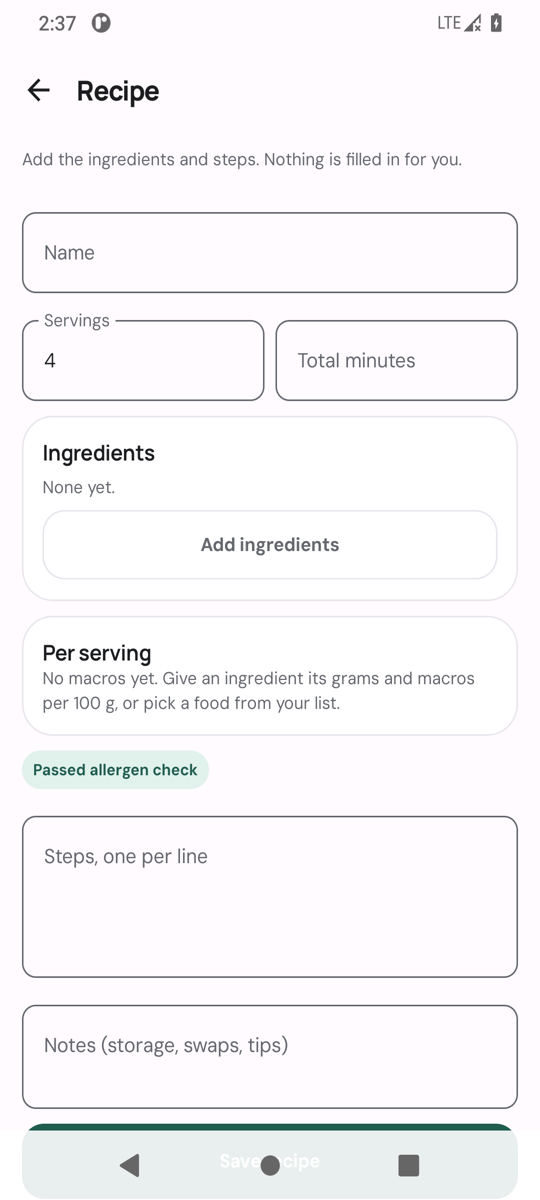 2:37
LTE
Recipe
Add the ingredients and steps. Nothing is filled in for you.
Name
Servings
4
Total minutes
Ingredients
None yet.
Add ingredients
Per serving
No macros yet. Give an ingredient its grams and macros
per 100 g, or pick a food from your list.
Passed allergen check
Steps, one per line
Notes (storage, swaps, tips)
Save recipe